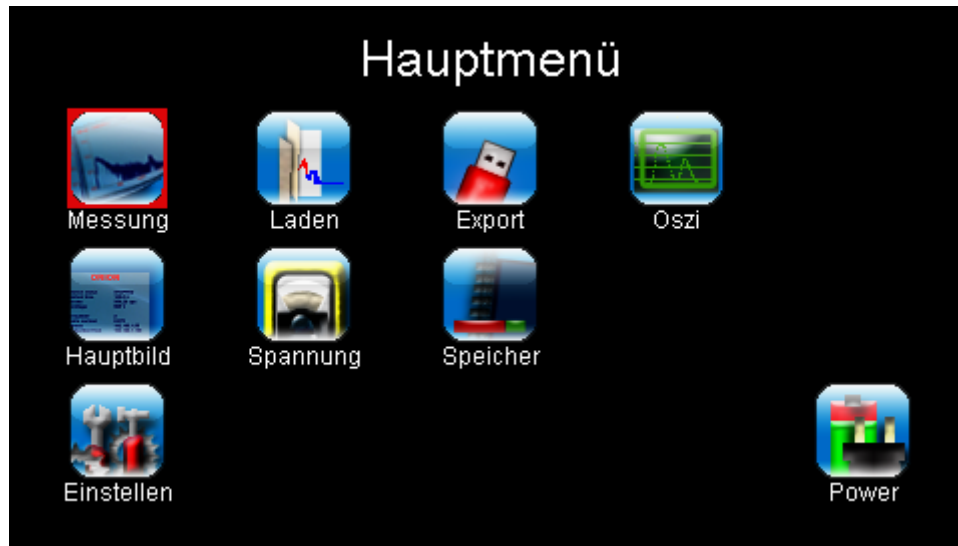 Hauptmenü
Messung
Laden
Export
Oszi
Hauptbild
Spannung
Speicher
Einstellen
Power